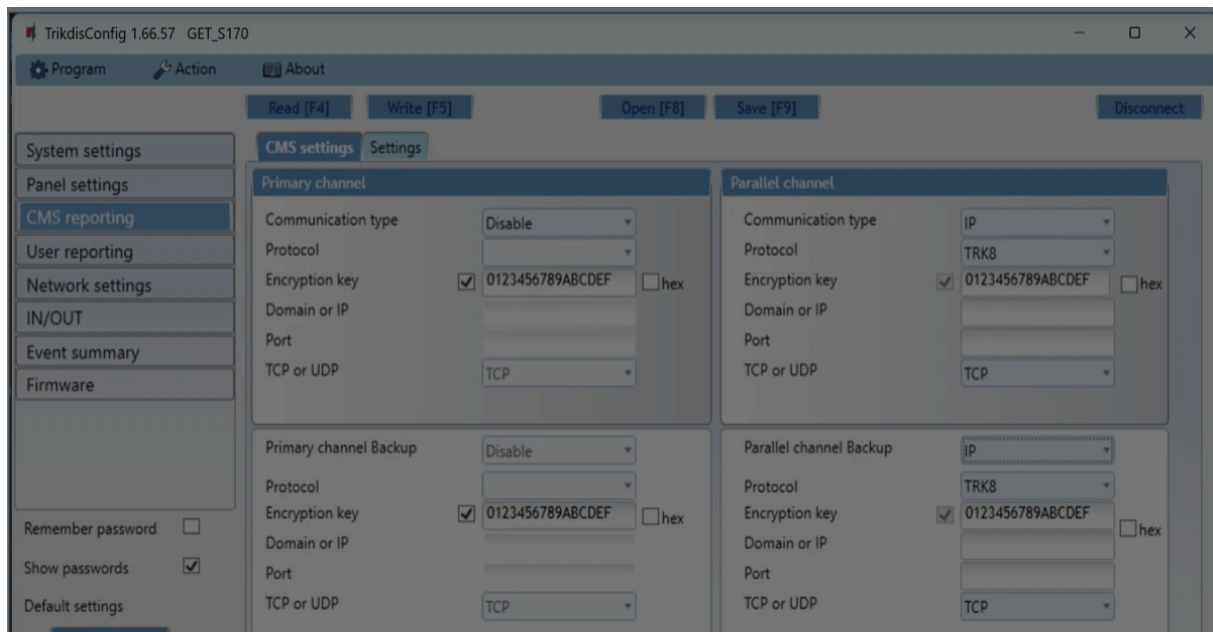 TrikdisConfig 1.66.57 GET_S170
Program Action About
Read [F4] Write [F5] Open [F8] Save [F9] Disconnect
System settings
Panel settings
CMS reporting
User reporting
Network settings
IN/OUT
Event summary
Firmware
Remember password
Show passwords
Default settings
CMS settings Settings
Primary channel
Communication type Disable
Protocol
Encryption key 0123456789ABCDEF hex
Domain or IP
Port
TCP or UDP TCP
Parallel channel
Communication type IP
Protocol TRK8
Encryption key 0123456789ABCDEF hex
Domain or IP
Port
TCP or UDP TCP
Primary channel Backup Disable
Protocol
Encryption key 0123456789ABCDEF hex
Domain or IP
Port
TCP or UDP TCP
Parallel channel Backup IP
Protocol TRK8
Encryption key 0123456789ABCDEF hex
Domain or IP
Port
TCP or UDP TCP